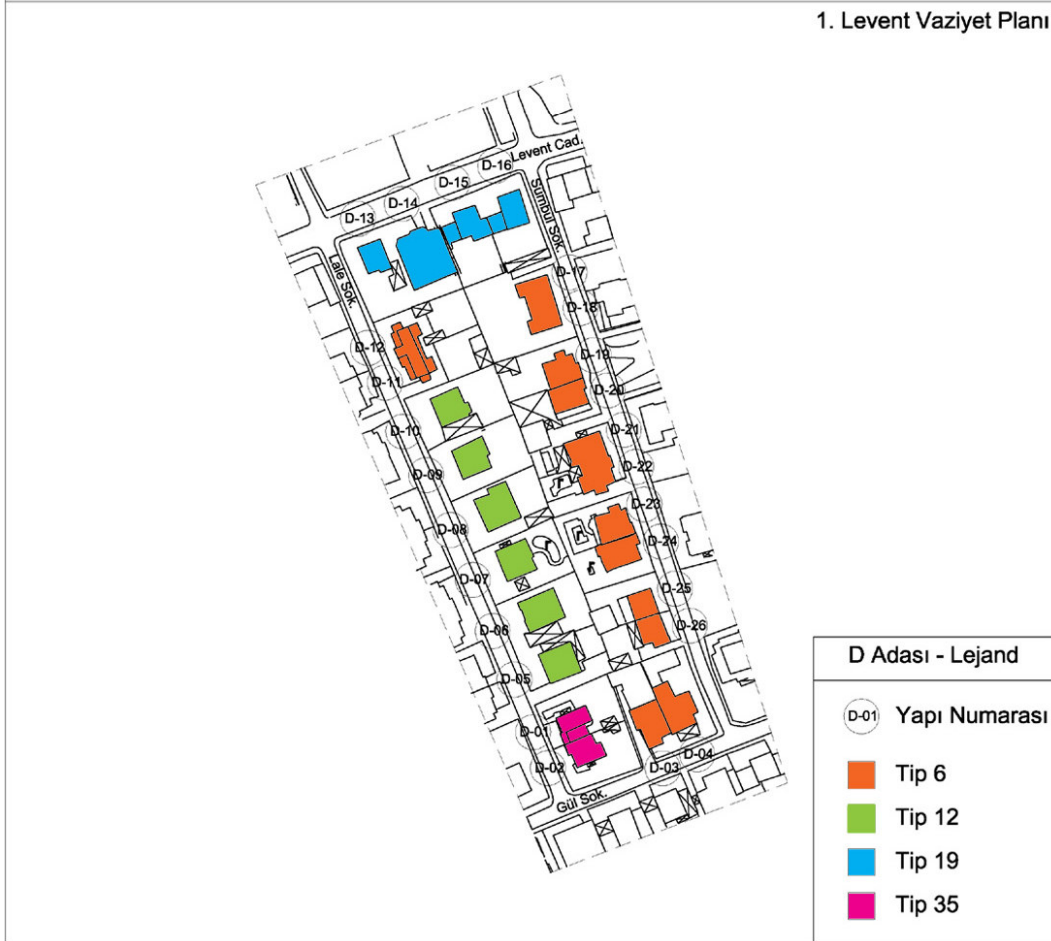 1. Levent Vaziyet Planı
Levent Cad.
D-16
D-15
D-14
D-13
Sümbül Sok.
Lale Sok.
D-17
D-18
D-12
D-19
D-11
D-20
D-10
D-21
D-22
D-09
D-23
D-08
D-24
D-07
D-25
D-06
D-26
D-05
D-01
D-04
D-02
D-03
Gül Sok.
D Adası - Lejand
D-01 Yapı Numarası
Tip 6
Tip 12
Tip 19
Tip 35